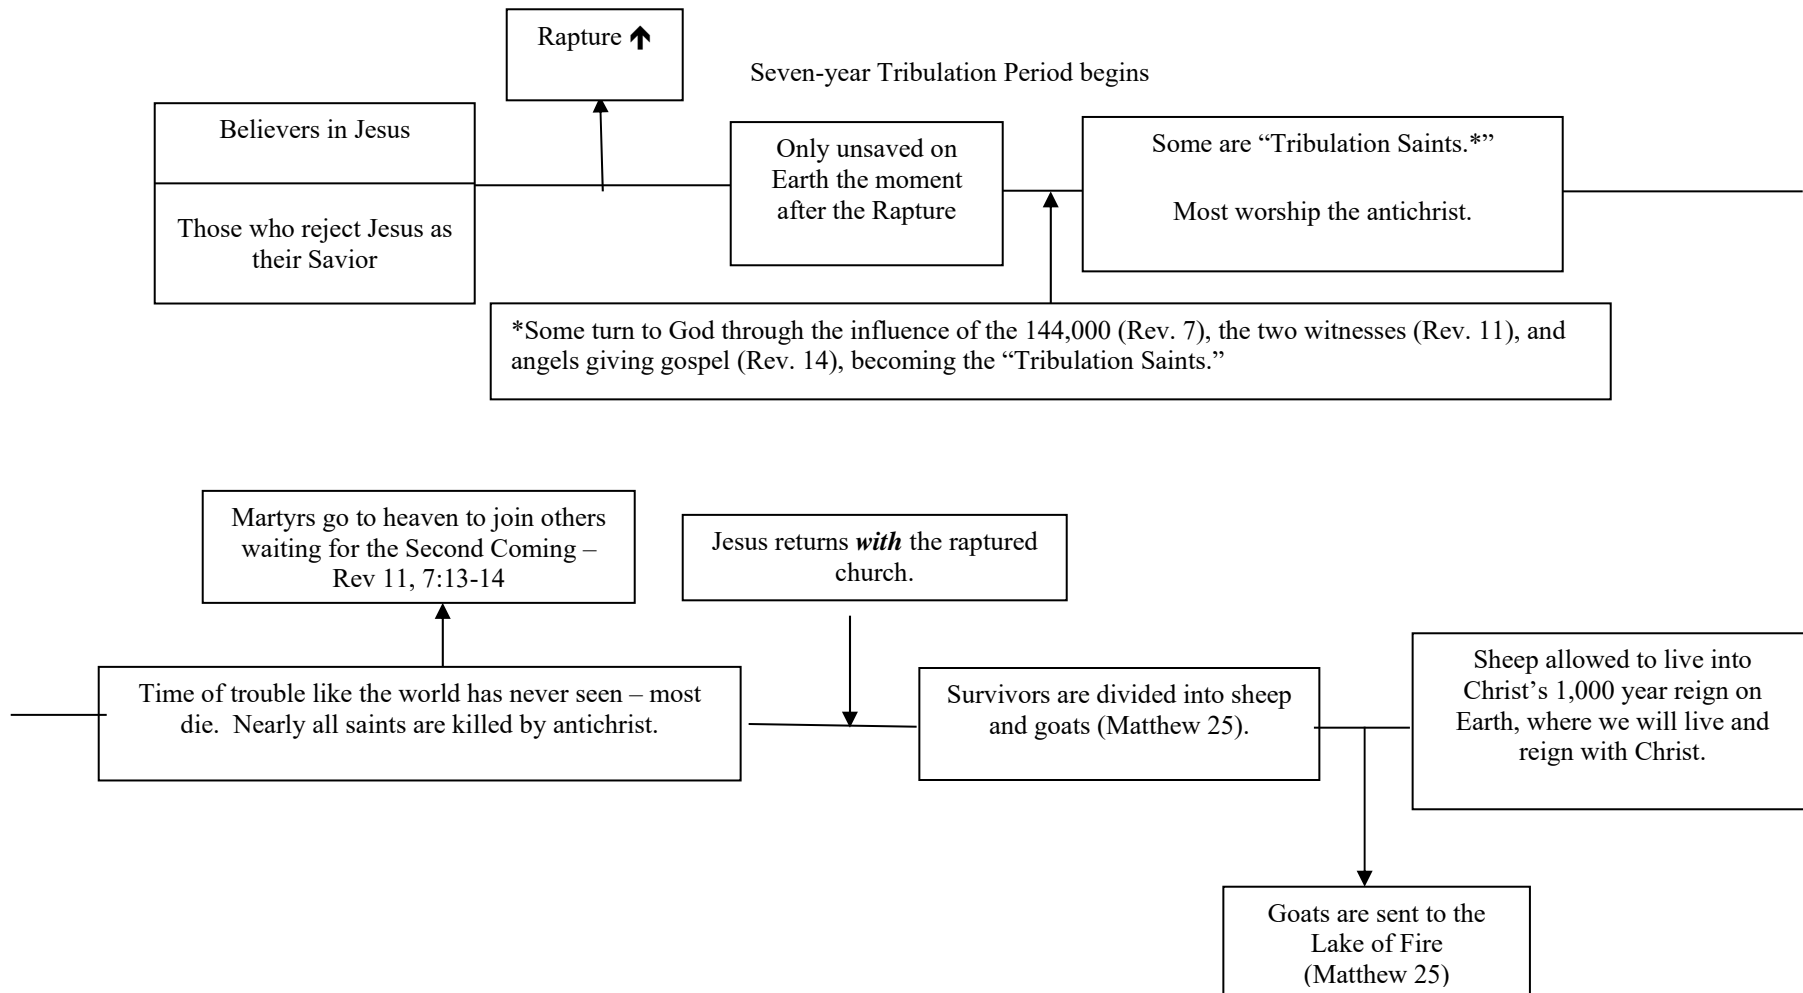 Rapture 🡹
Seven-year Tribulation Period begins
Believers in Jesus
Those who reject Jesus as
their Savior
Only unsaved on
Earth the moment
after the Rapture
Some are “Tribulation Saints.*”
Most worship the antichrist.
*Some turn to God through the influence of the 144,000 (Rev. 7), the two witnesses (Rev. 11), and
angels giving gospel (Rev. 14), becoming the “Tribulation Saints.”
Martyrs go to heaven to join others
waiting for the Second Coming –
Rev 11, 7:13-14
Jesus returns with the raptured
church.
Time of trouble like the world has never seen – most
die.  Nearly all saints are killed by antichrist.
Survivors are divided into sheep
and goats (Matthew 25).
Sheep allowed to live into
Christ’s 1,000 year reign on
Earth, where we will live and
reign with Christ.
Goats are sent to the
Lake of Fire
(Matthew 25)